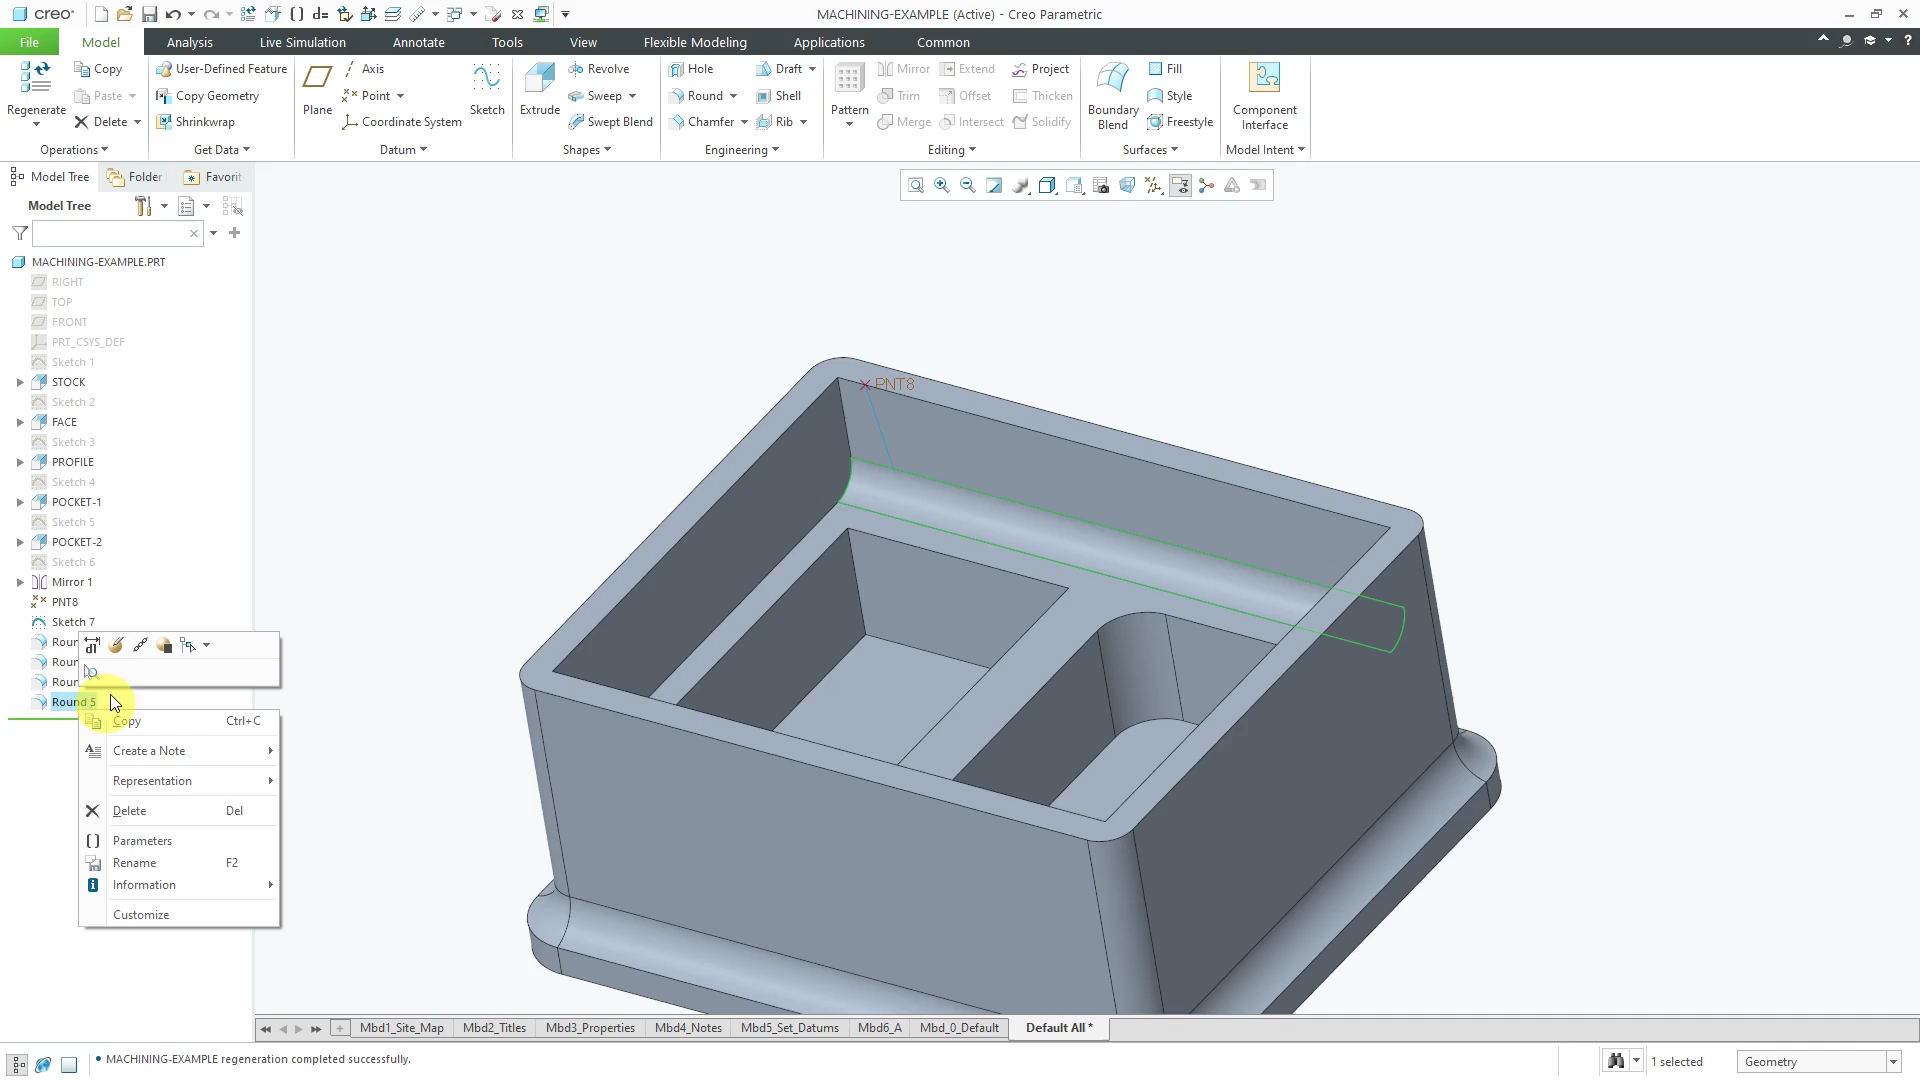 creo
MACHINING-EXAMPLE (Active) - Creo Parametric
File
Model
Analysis
Live Simulation
Annotate
Tools
View
Flexible Modeling
Applications
Common
Regenerate
Copy
Paste
Delete
Operations
User-Defined Feature
Copy Geometry
Shrinkwrap
Get Data
Plane
Axis
Point
Coordinate System
Sketch
Datum
Extrude
Revolve
Sweep
Swept Blend
Shapes
Hole
Round
Chamfer
Draft
Shell
Rib
Engineering
Pattern
Mirror
Trim
Merge
Extend
Offset
Intersect
Project
Thicken
Solidify
Editing
Boundary
Blend
Fill
Style
Freestyle
Surfaces
Component
Interface
Model Intent
Model Tree
Folder
Favorit
Model Tree
MACHINING-EXAMPLE.PRT
RIGHT
TOP
FRONT
PRT_CSYS_DEF
Sketch 1
STOCK
Sketch 2
FACE
Sketch 3
PROFILE
Sketch 4
POCKET-1
Sketch 5
POCKET-2
Sketch 6
Mirror 1
PNT8
Sketch 7
Roun
Roun
Roun
Round 5
Copy Ctrl+C
Create a Note
Representation
Delete Del
Parameters
Rename F2
Information
Customize
PNT8
Mbd1_Site_Map
Mbd2_Titles
Mbd3_Properties
Mbd4_Notes
Mbd5_Set_Datums
Mbd6_A
Mbd_0_Default
Default All *
• MACHINING-EXAMPLE regeneration completed successfully.
1 selected
Geometry